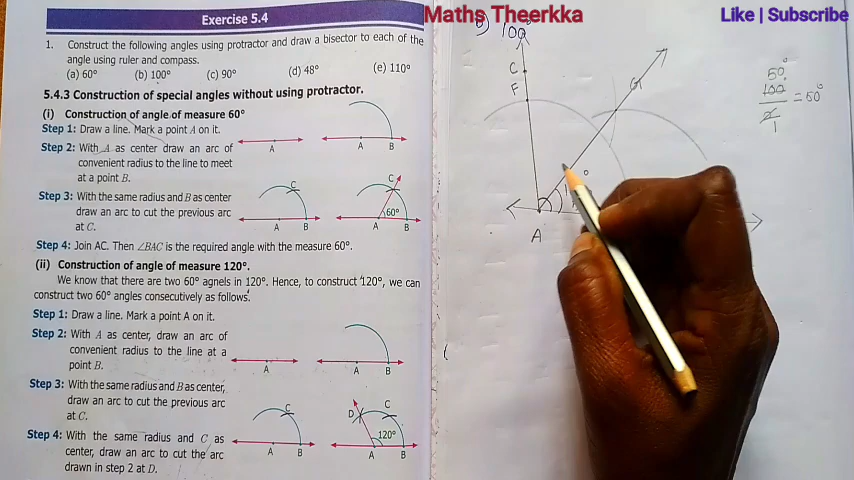 Maths Theerkka
Like | Subscribe
Exercise 5.4
1. Construct the following angles using protractor and draw a bisector to each of the
angle using ruler and compass.
(a) 60° (b) 100° (c) 90° (d) 48° (e) 110°
5.4.3 Construction of special angles without using protractor.
(i) Construction of angle of measure 60°
Step 1: Draw a line. Mark a point A on it.
Step 2: With A as center draw an arc of
convenient radius to the line to meet
at a point B.
Step 3: With the same radius and B as center
draw an arc to cut the previous arc
at C.
A
A B
C
A B
C
60°
A B
Step 4: Join AC. Then ∠BAC is the required angle with the measure 60°.
(ii) Construction of angle of measure 120°.
We know that there are two 60° agnels in 120°. Hence, to construct 120°, we can
construct two 60° angles consecutively as follows.
Step 1: Draw a line. Mark a point A on it.
Step 2: With A as center, draw an arc of
convenient radius to the line at a
point B.
Step 3: With the same radius and B as center,
draw an arc to cut the previous arc
at C.
Step 4: With the same radius and C as
center, draw an arc to cut the arc
drawn in step 2 at D.
A
A B
C
A B
D C
120°
A B
100°
C
F
G
A
50°
100
2
1
= 50°